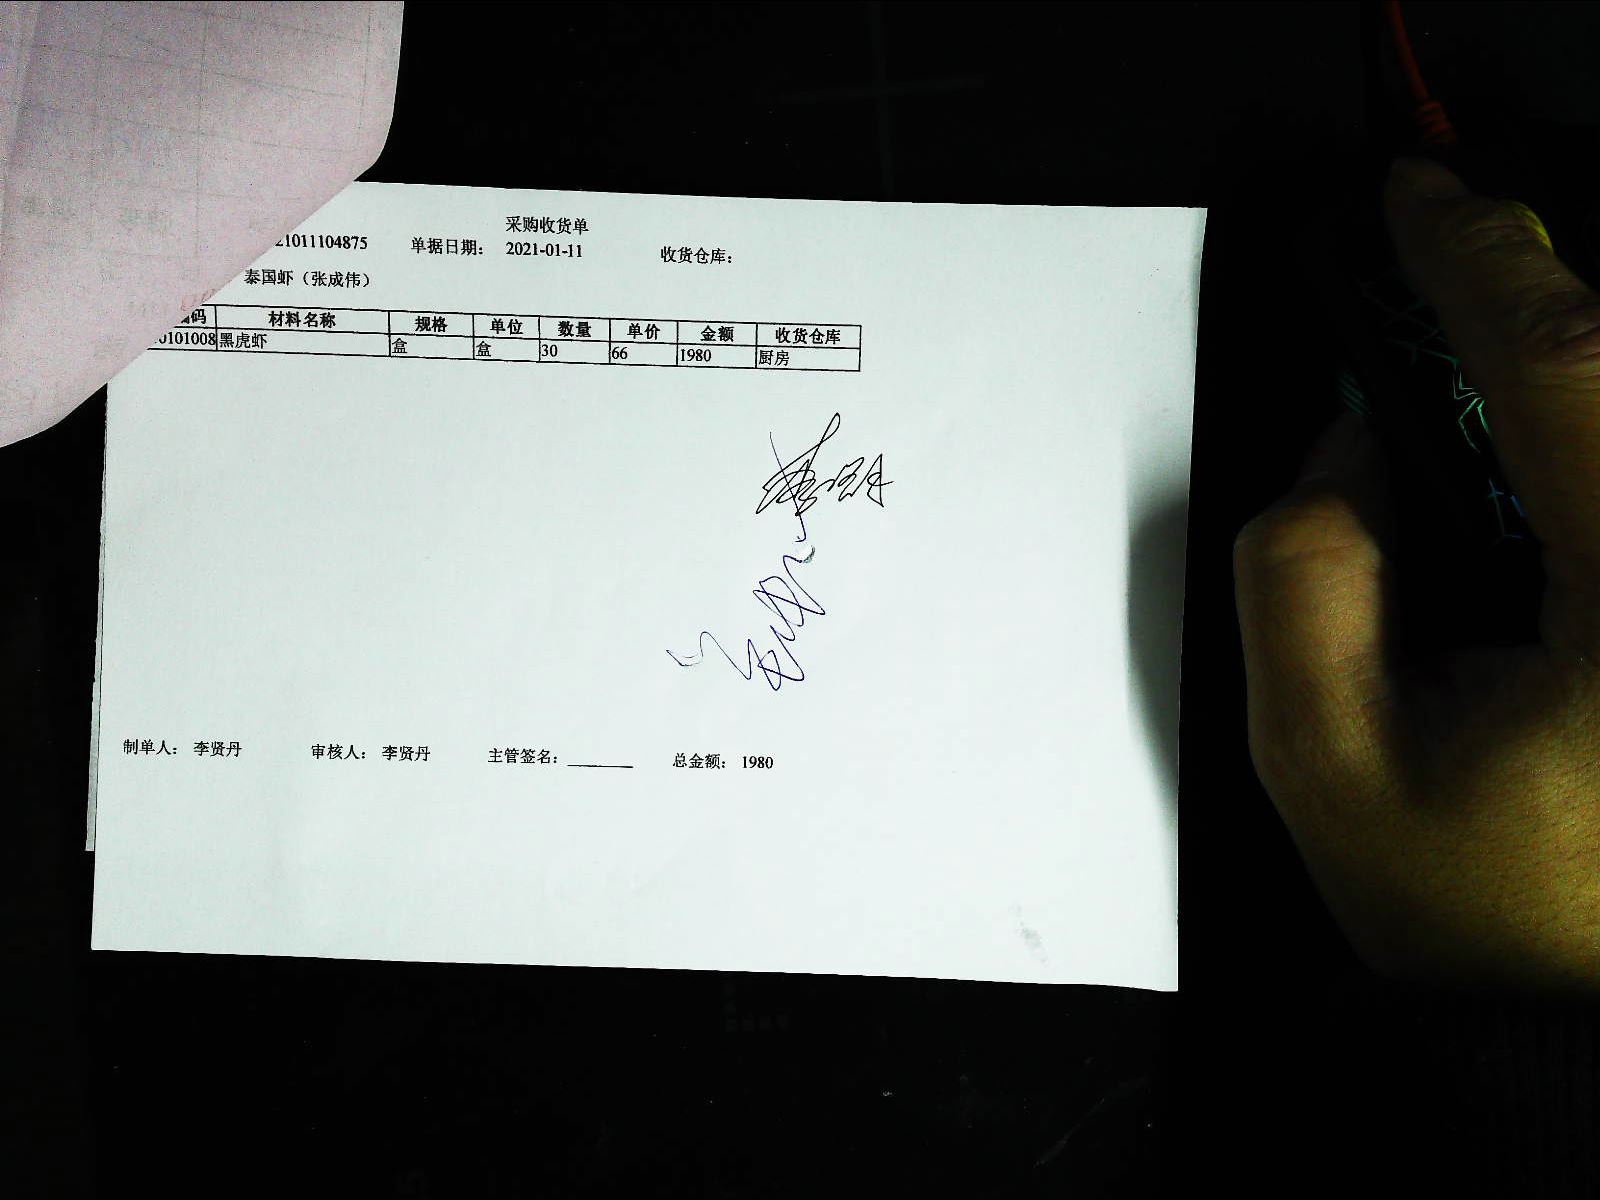 采购收货单
21011104875 单据日期： 2021-01-11 收货仓库：
泰国虾（张成伟）
码 材料名称 规格 单位 数量 单价 金额 收货仓库
0101008 黑虎虾 盒 盒 30 66 1980 厨房
制单人： 李贤丹 审核人： 李贤丹 主管签名：_______ 总金额： 1980